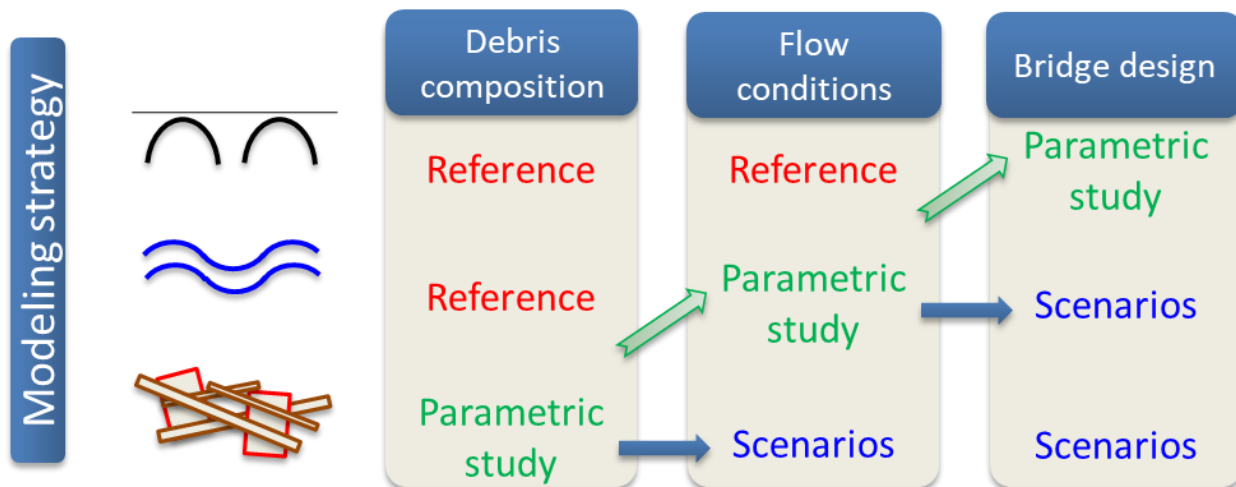 Modeling strategy
Debris
composition
Flow
conditions
Bridge design
Reference
Reference
Parametric
study
Reference
Parametric
study
Scenarios
Parametric
study
Scenarios
Scenarios